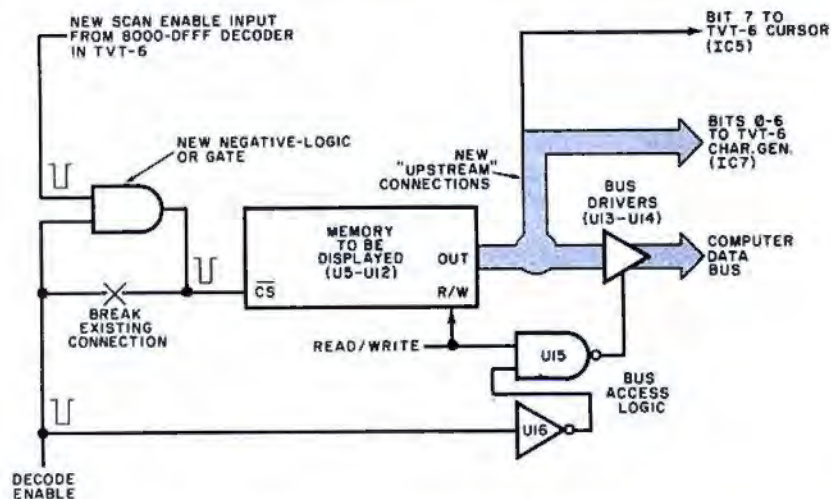 NEW SCAN ENABLE INPUT
FROM 8000-DFFF DECODER
IN TVT-6
BIT 7 TO
TVT-6 CURSOR
(IC5)
NEW NEGATIVE-LOGIC
OR GATE
BITS 0-6
TO TVT-6
CHAR.GEN.
(IC7)
NEW
"UPSTREAM"
CONNECTIONS
BUS
DRIVERS
(U13-U14)
MEMORY
TO BE
DISPLAYED
(U5-U12)
OUT
CS
R/W
COMPUTER
DATA
BUS
BREAK
EXISTING
CONNECTION
READ/WRITE
U15
BUS
ACCESS
LOGIC
U16
DECODE
ENABLE